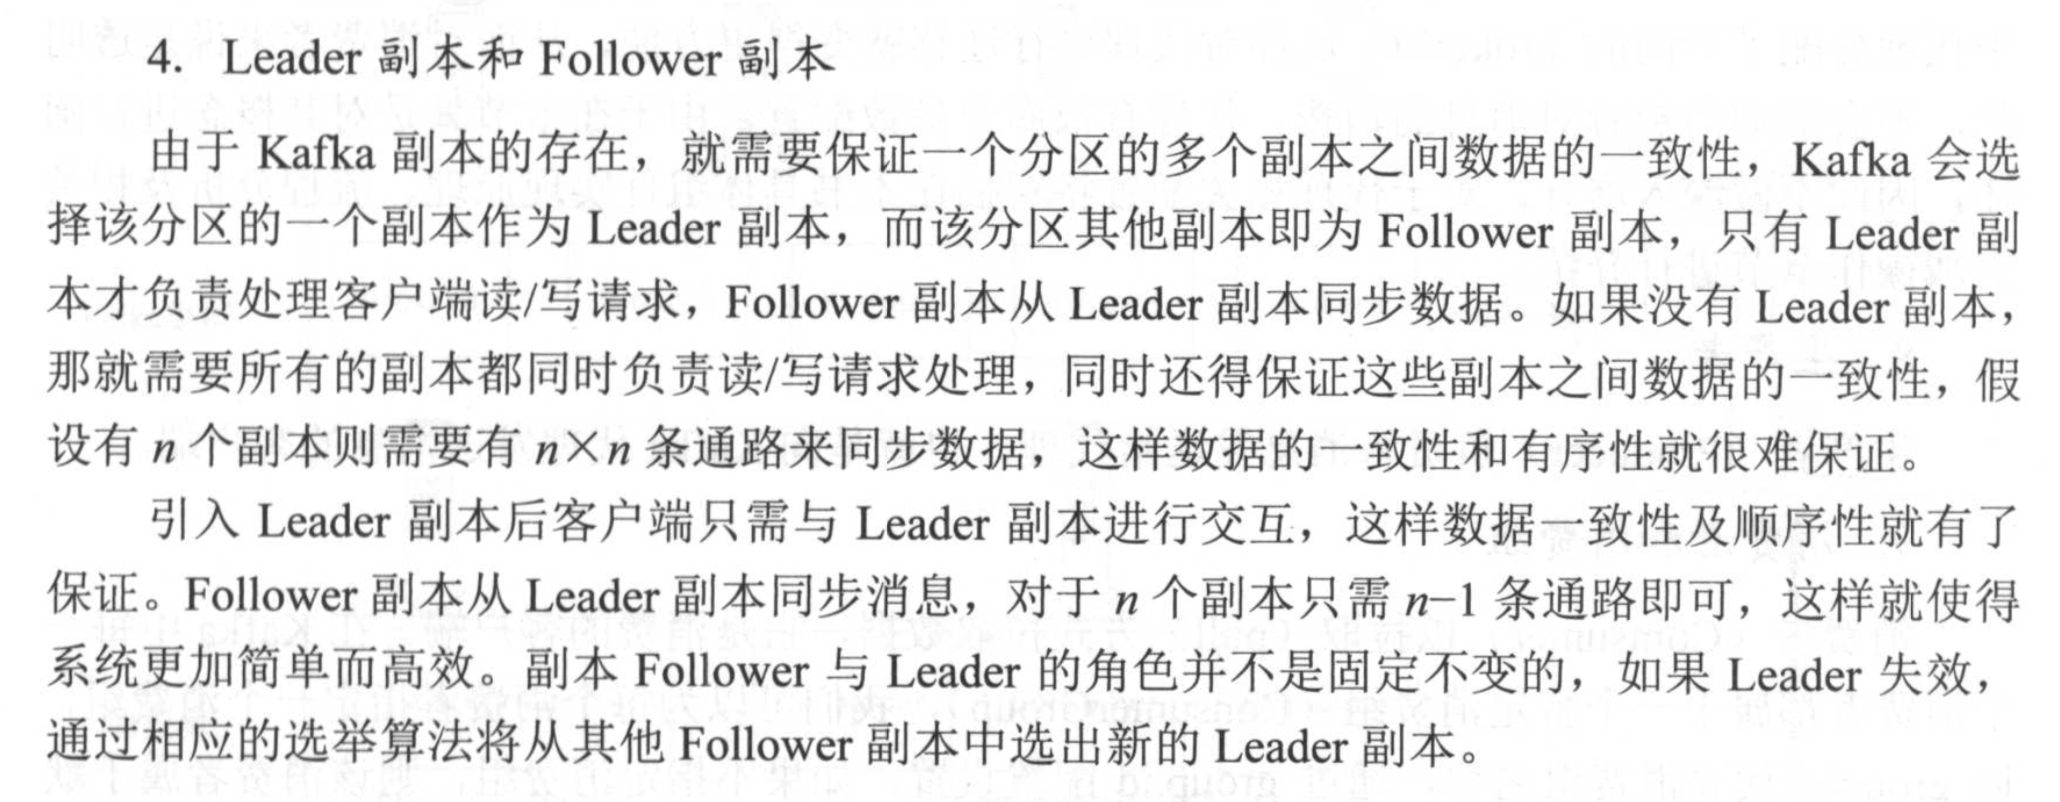 4. Leader 副本和 Follower 副本
由于 Kafka 副本的存在，就需要保证一个分区的多个副本之间数据的一致性，Kafka 会选
择该分区的一个副本作为 Leader 副本，而该分区其他副本即为 Follower 副本，只有 Leader 副
本才负责处理客户端读/写请求，Follower 副本从 Leader 副本同步数据。如果没有 Leader 副本，
那就需要所有的副本都同时负责读/写请求处理，同时还得保证这些副本之间数据的一致性，假
设有 n 个副本则需要有 n×n 条通路来同步数据，这样数据的一致性和有序性就很难保证。
引入 Leader 副本后客户端只需与 Leader 副本进行交互，这样数据一致性及顺序性就有了
保证。Follower 副本从 Leader 副本同步消息，对于 n 个副本只需 n−1 条通路即可，这样就使得
系统更加简单而高效。副本 Follower 与 Leader 的角色并不是固定不变的，如果 Leader 失效，
通过相应的选举算法将从其他 Follower 副本中选出新的 Leader 副本。